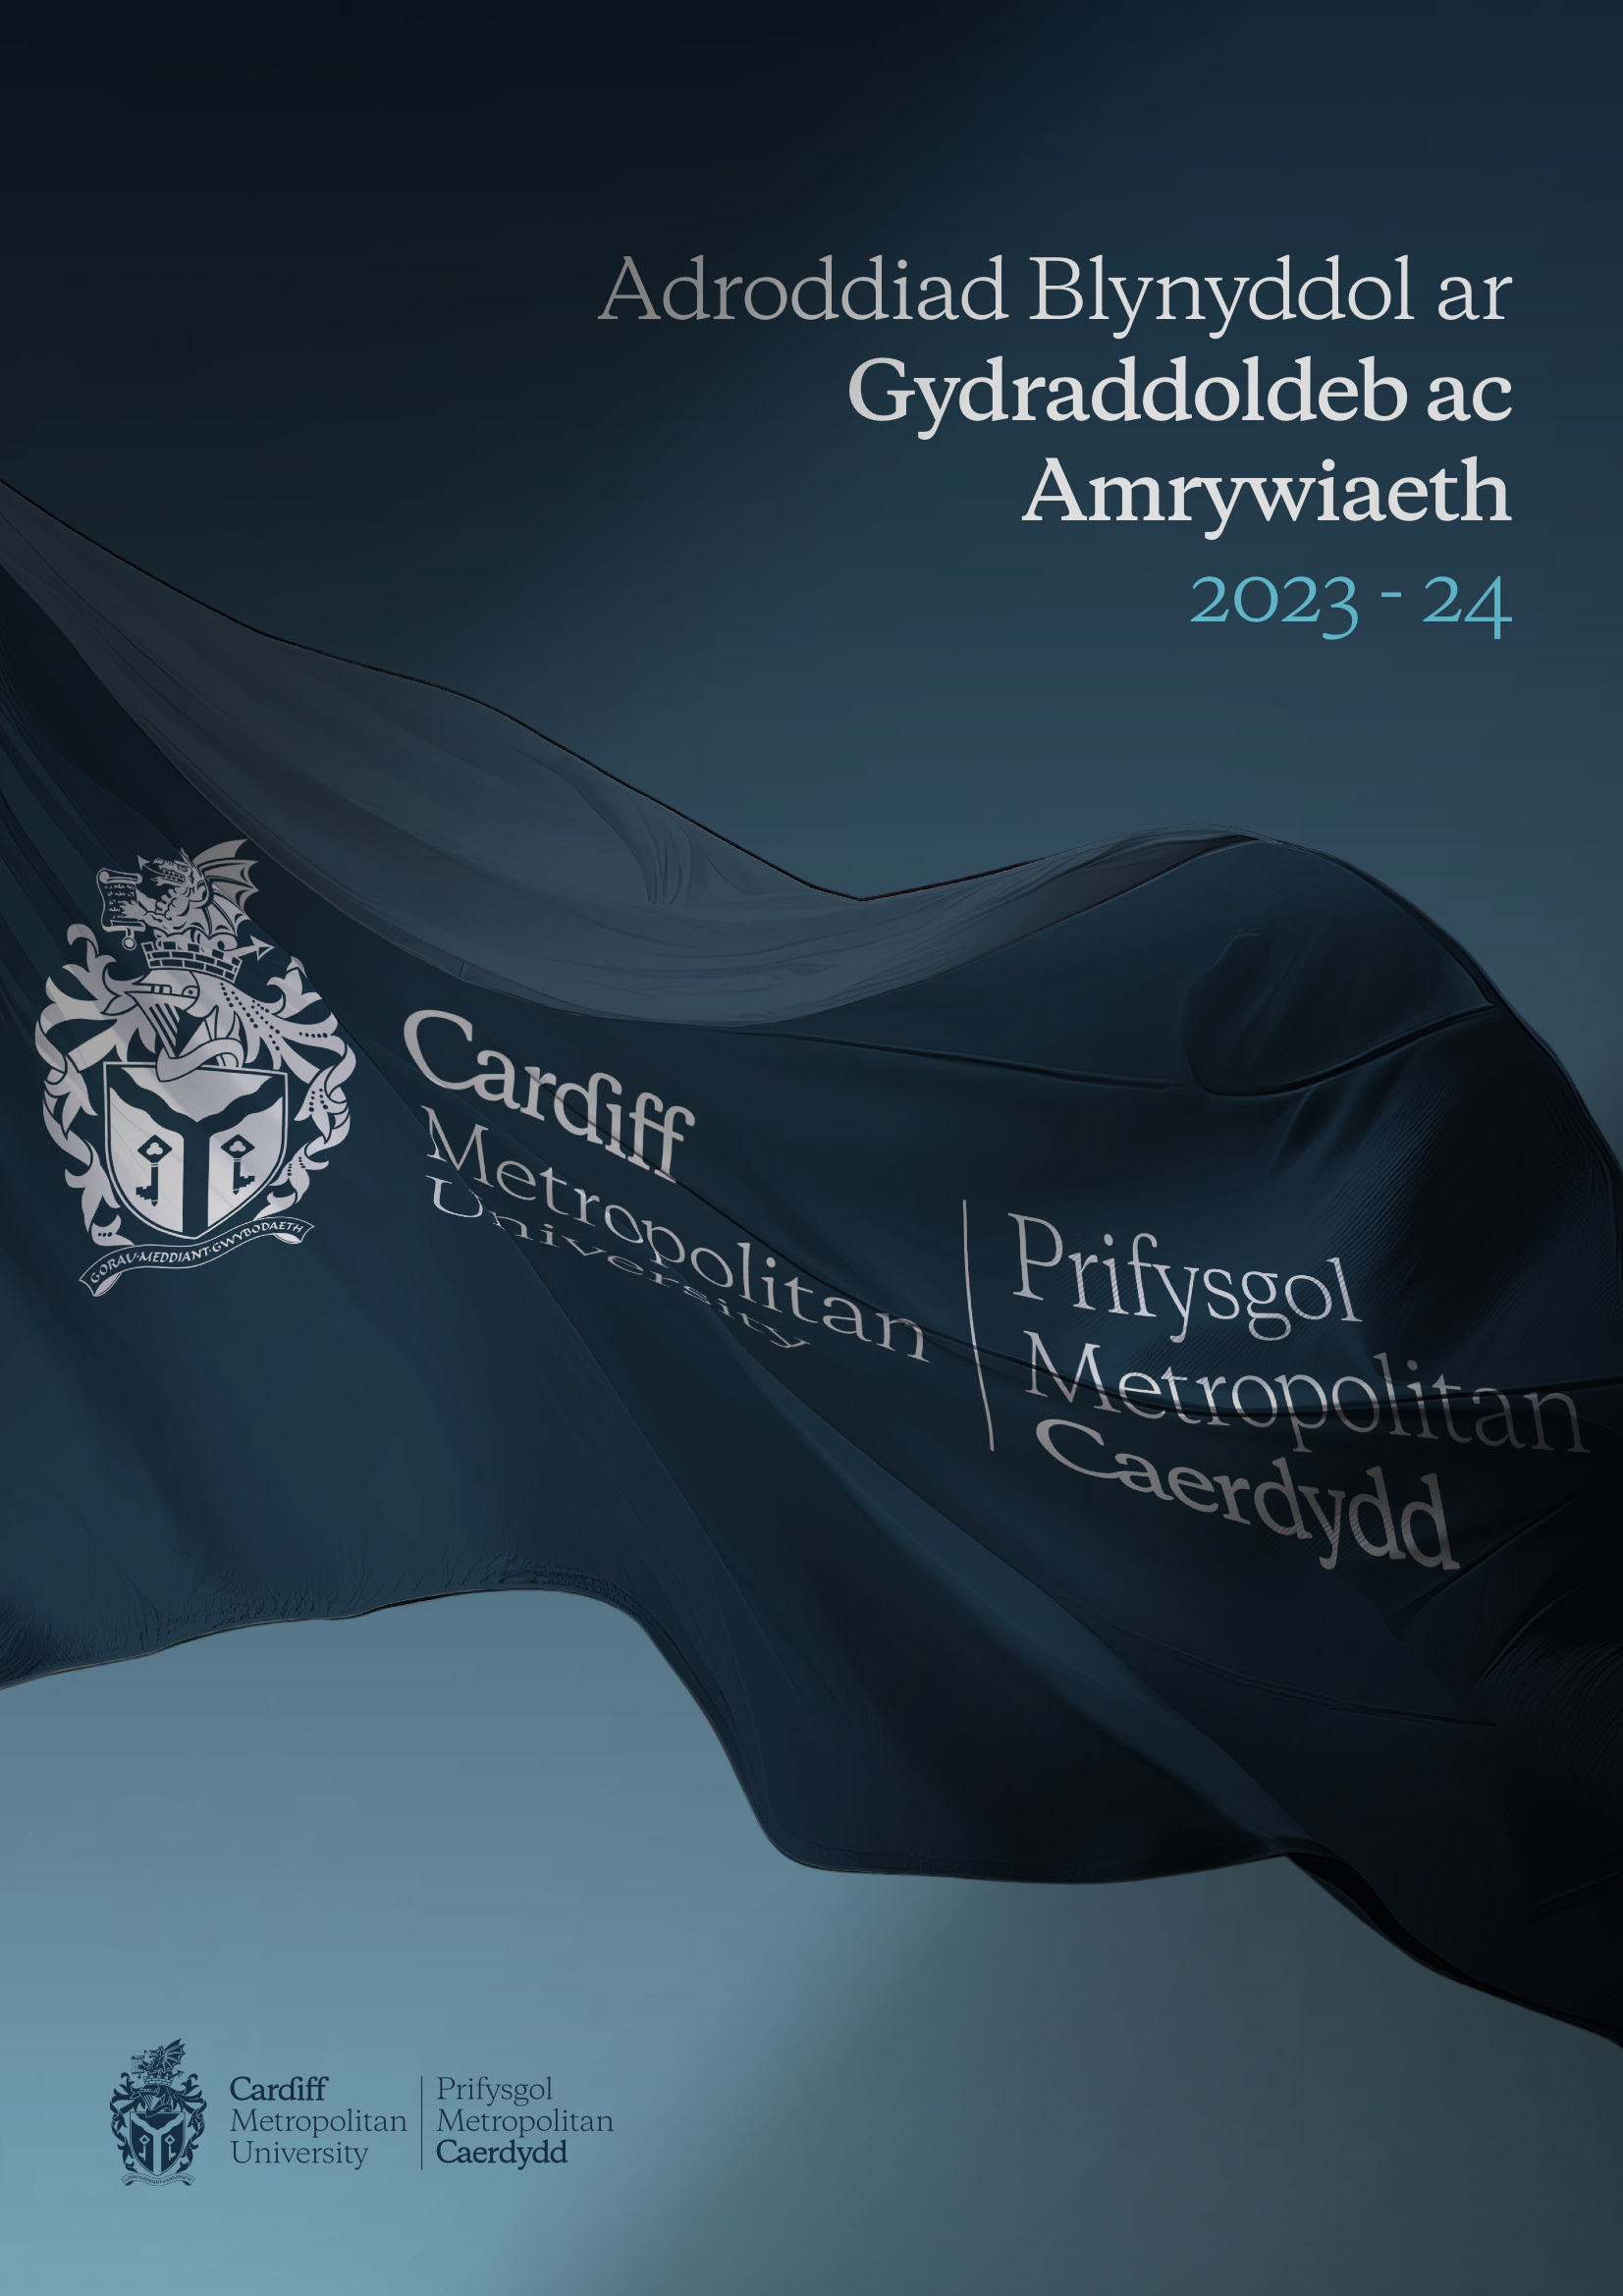 Adroddiad Blynyddol ar
Gydraddoldeb ac
Amrywiaeth
2023 - 24
Cardiff
Metropolitan
University
Prifysgol
Metropolitan
Caerdydd
GORAU·MEDDIANT·GWYBODAETH
Cardiff
Metropolitan
University
Prifysgol
Metropolitan
Caerdydd